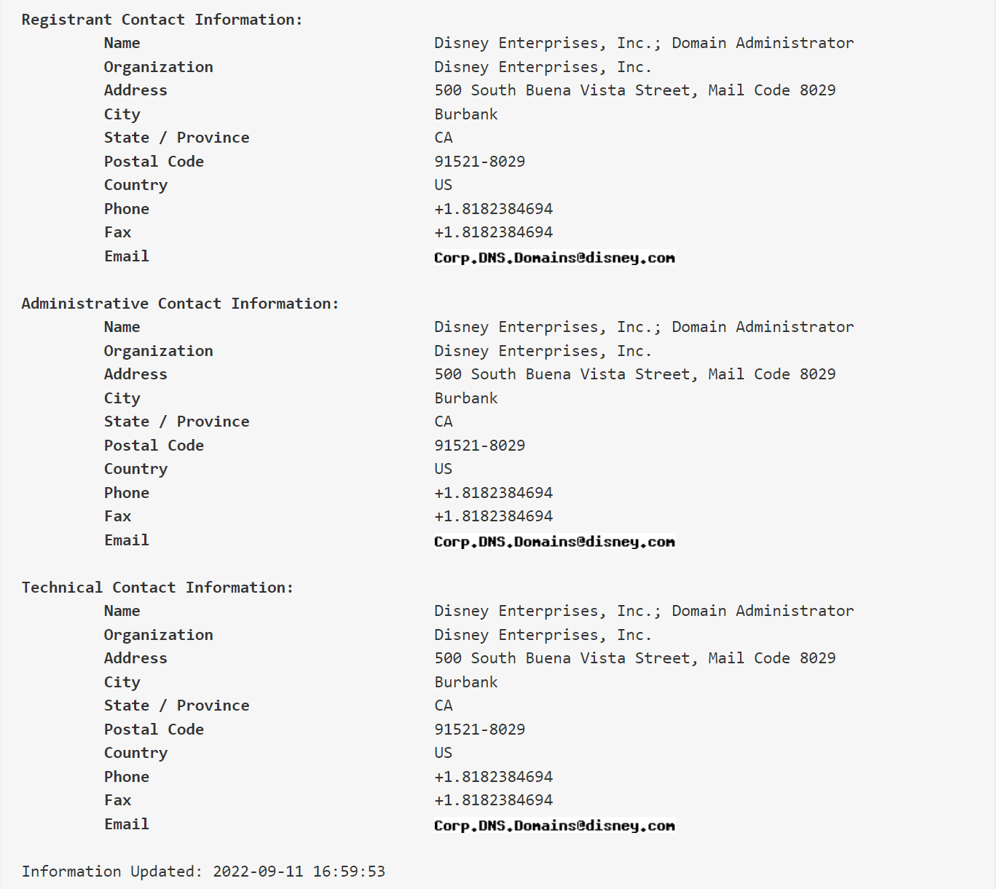 Registrant Contact Information:
Name Disney Enterprises, Inc.; Domain Administrator
Organization Disney Enterprises, Inc.
Address 500 South Buena Vista Street, Mail Code 8029
City Burbank
State / Province CA
Postal Code 91521-8029
Country US
Phone +1.8182384694
Fax +1.8182384694
Email Corp.DNS.Domains@disney.com
Administrative Contact Information:
Name Disney Enterprises, Inc.; Domain Administrator
Organization Disney Enterprises, Inc.
Address 500 South Buena Vista Street, Mail Code 8029
City Burbank
State / Province CA
Postal Code 91521-8029
Country US
Phone +1.8182384694
Fax +1.8182384694
Email Corp.DNS.Domains@disney.com
Technical Contact Information:
Name Disney Enterprises, Inc.; Domain Administrator
Organization Disney Enterprises, Inc.
Address 500 South Buena Vista Street, Mail Code 8029
City Burbank
State / Province CA
Postal Code 91521-8029
Country US
Phone +1.8182384694
Fax +1.8182384694
Email Corp.DNS.Domains@disney.com
Information Updated: 2022-09-11 16:59:53